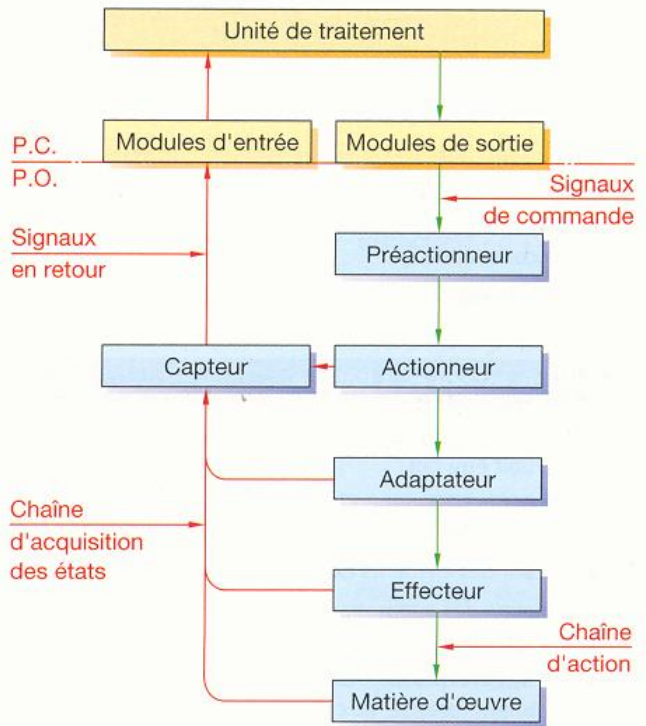 Unité de traitement
Modules d'entrée
Modules de sortie
P.C.
P.O.
Signaux
de commande
Signaux
en retour
Préactionneur
Capteur
Actionneur
Adaptateur
Chaîne
d'acquisition
des états
Effecteur
Chaîne
d'action
Matière d'œuvre